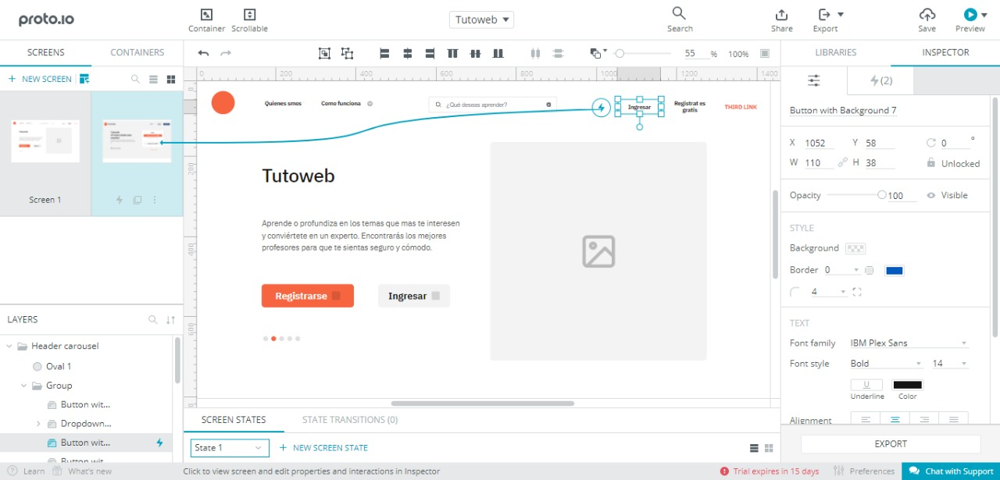 proto.io
Container
Scrollable
Tutoweb
Search
Share
Export
Save
Preview
SCREENS
CONTAINERS
55 %
100%
LIBRARIES
INSPECTOR
+ NEW SCREEN
0 200 400 600 800 1000 1200 1400
(2)
Quienes smos
Como funciona
¿Qué deseas aprender?
Ingresar
Registrat es
gratis
THIRD LINK
Button with Background 7
X 1052 Y 58 0 °
W 110 H 38 Unlocked
Tutoweb
Screen 1
Opacity 100 Visible
Aprende o profundiza en los temas que mas te interesen
y conviértete en un experto. Encontrarás los mejores
profesores para que te sientas seguro y cómodo.
STYLE
Background
Border 0
4
Registrarse
Ingresar
LAYERS
TEXT
Header carousel
Font family IBM Plex Sans
Oval 1
Font style Bold 14
Group
U
Underline
Color
Button wit...
Dropdown...
SCREEN STATES
STATE TRANSITIONS (0)
Alignment
Button wit...
State 1
+ NEW SCREEN STATE
EXPORT
Button wit...
? Learn
What's new
Click to view screen and edit properties and interactions in Inspector
Trial expires in 15 days
Preferences
Chat with Support